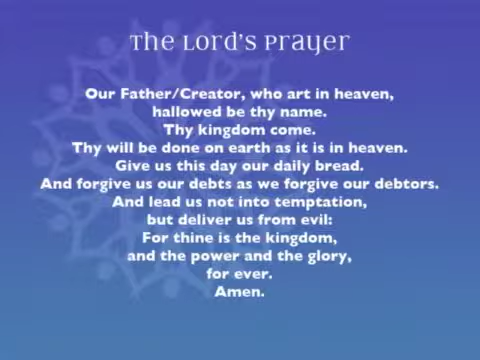 The Lord's Prayer
Our Father/Creator, who art in heaven,
hallowed be thy name.
Thy kingdom come.
Thy will be done on earth as it is in heaven.
Give us this day our daily bread.
And forgive us our debts as we forgive our debtors.
And lead us not into temptation,
but deliver us from evil:
For thine is the kingdom,
and the power and the glory,
for ever.
Amen.